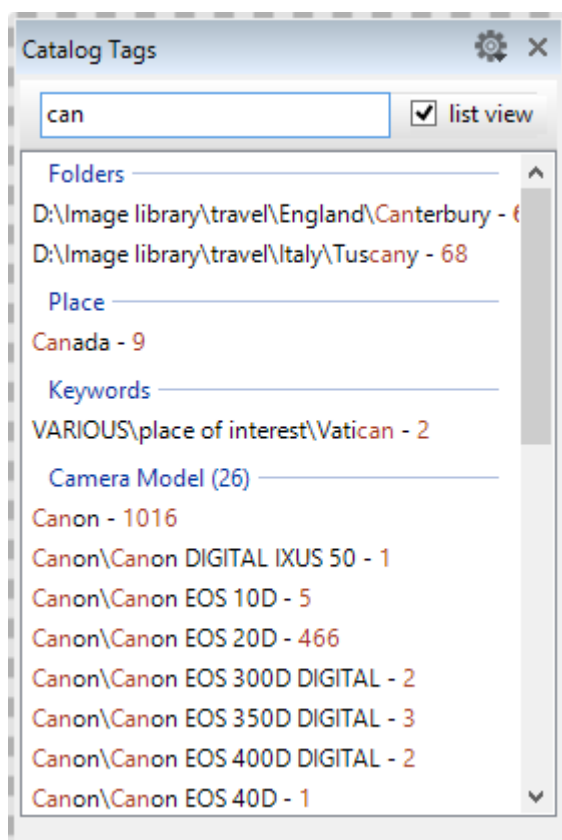 Catalog Tags
can
list view
Folders
D:\Image library\travel\England\Canterbury -
D:\Image library\travel\Italy\Tuscany - 68
Place
Canada - 9
Keywords
VARIOUS\place of interest\Vatican - 2
Camera Model (26)
Canon - 1016
Canon\Canon DIGITAL IXUS 50 - 1
Canon\Canon EOS 10D - 5
Canon\Canon EOS 20D - 466
Canon\Canon EOS 300D DIGITAL - 2
Canon\Canon EOS 350D DIGITAL - 3
Canon\Canon EOS 400D DIGITAL - 2
Canon\Canon EOS 40D - 1